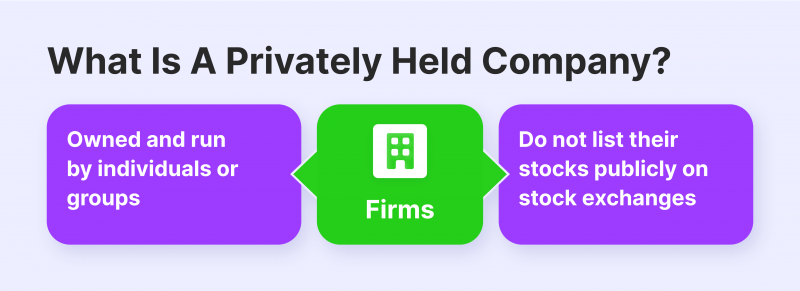 What Is A Privately Held Company?
Owned and run
by individuals or
groups
Firms
Do not list their
stocks publicly on
stock exchanges